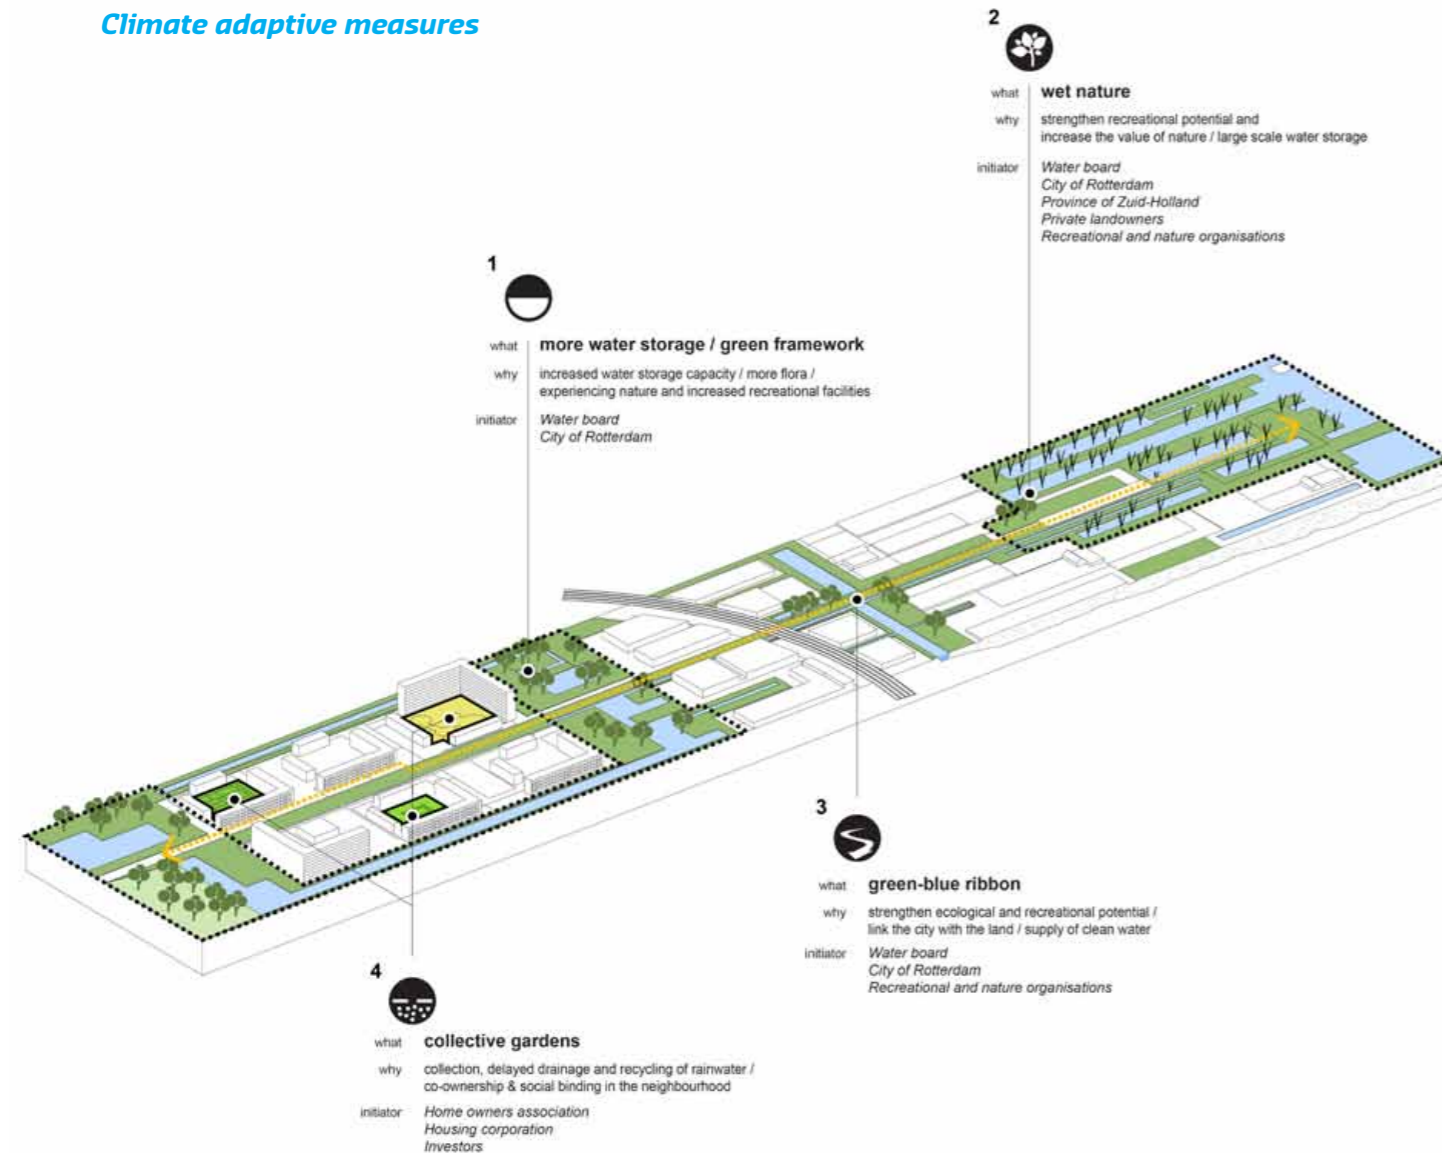 Climate adaptive measures
2
what wet nature
why strengthen recreational potential and
increase the value of nature / large scale water storage
initiator Water board
City of Rotterdam
Province of Zuid-Holland
Private landowners
Recreational and nature organisations
1
what more water storage / green framework
why increased water storage capacity / more flora /
experiencing nature and increased recreational facilities
initiator Water board
City of Rotterdam
3
what green-blue ribbon
why strengthen ecological and recreational potential /
link the city with the land / supply of clean water
initiator Water board
City of Rotterdam
Recreational and nature organisations
4
what collective gardens
why collection, delayed drainage and recycling of rainwater /
co-ownership & social binding in the neighbourhood
initiator Home owners association
Housing corporation
Investors